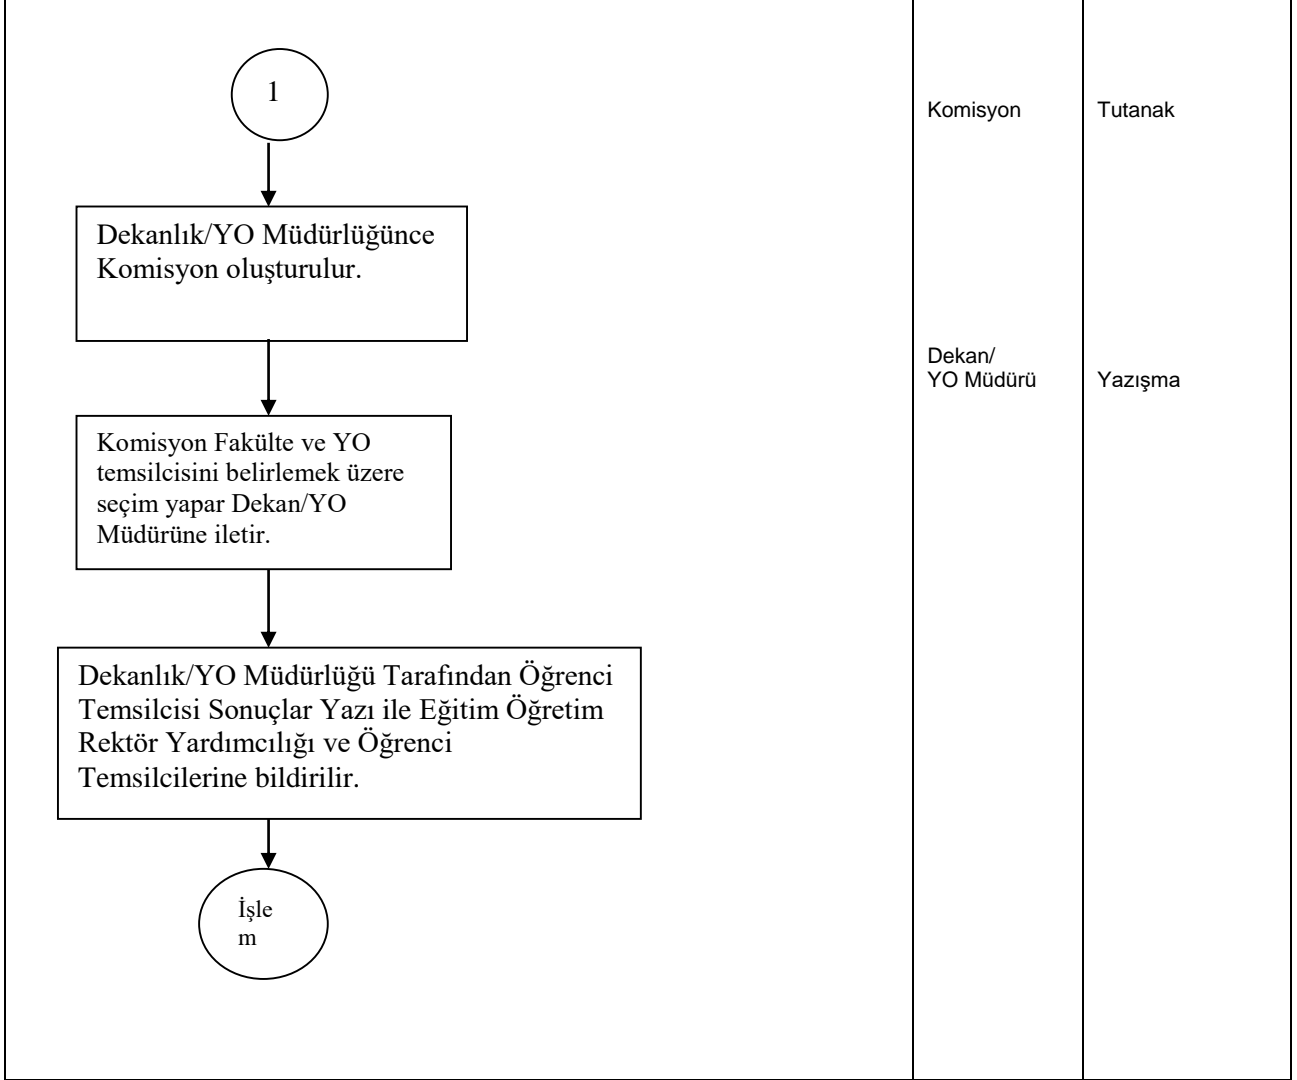 1
Komisyon
Tutanak
Dekanlık/YO Müdürlüğünce
Komisyon oluşturulur.
Dekan/
YO Müdürü
Yazışma
Komisyon Fakülte ve YO
temsilcisini belirlemek üzere
seçim yapar Dekan/YO
Müdürüne iletir.
Dekanlık/YO Müdürlüğü Tarafından Öğrenci
Temsilcisi Sonuçlar Yazı ile Eğitim Öğretim
Rektör Yardımcılığı ve Öğrenci
Temsilcilerine bildirilir.
İşle
m